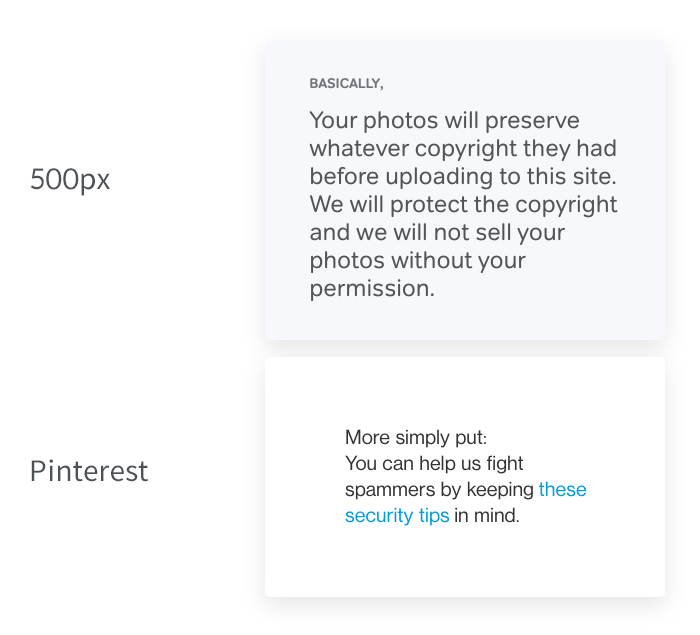 500px
BASICALLY,
Your photos will preserve
whatever copyright they had
before uploading to this site.
We will protect the copyright
and we will not sell your
photos without your
permission.
Pinterest
More simply put:
You can help us fight
spammers by keeping these
security tips in mind.